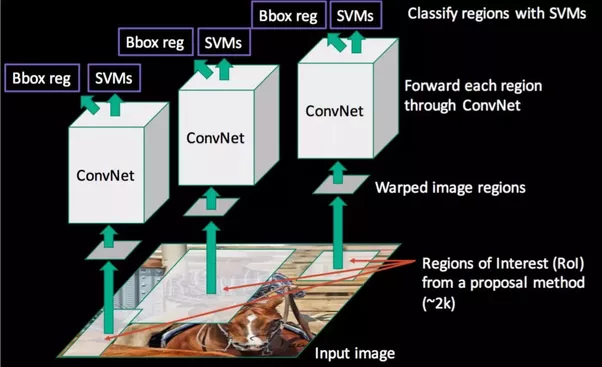 Bbox reg SVMs
Classify regions with SVMs
Bbox reg SVMs
Bbox reg SVMs
Forward each region
through ConvNet
ConvNet
ConvNet
ConvNet
Warped image regions
Regions of Interest (RoI)
from a proposal method
(~2k)
Input image